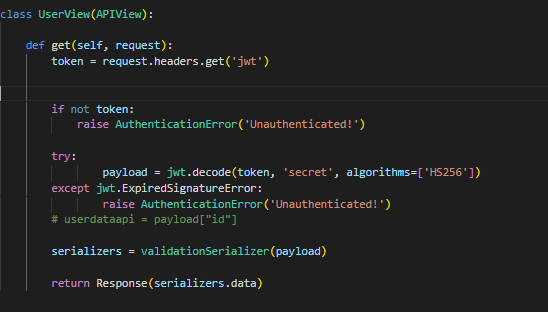 class UserView(APIView):
def get(self, request):
token = request.headers.get('jwt')
if not token:
raise AuthenticationError('Unauthenticated!')
try:
payload = jwt.decode(token, 'secret', algorithms=['HS256'])
except jwt.ExpiredSignatureError:
raise AuthenticationError('Unauthenticated!')
# userdataapi = payload["id"]
serializers = validationSerializer(payload)
return Response(serializers.data)